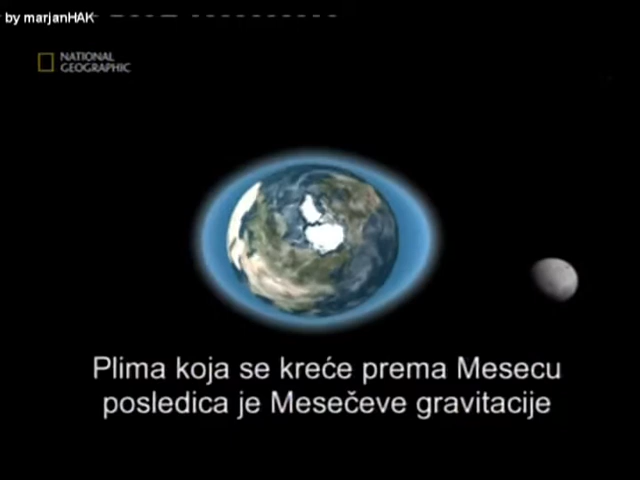 by marjanHAK
NATIONAL
GEOGRAPHIC
Plima koja se kreće prema Mesecu
posledica je Mesečeve gravitacije